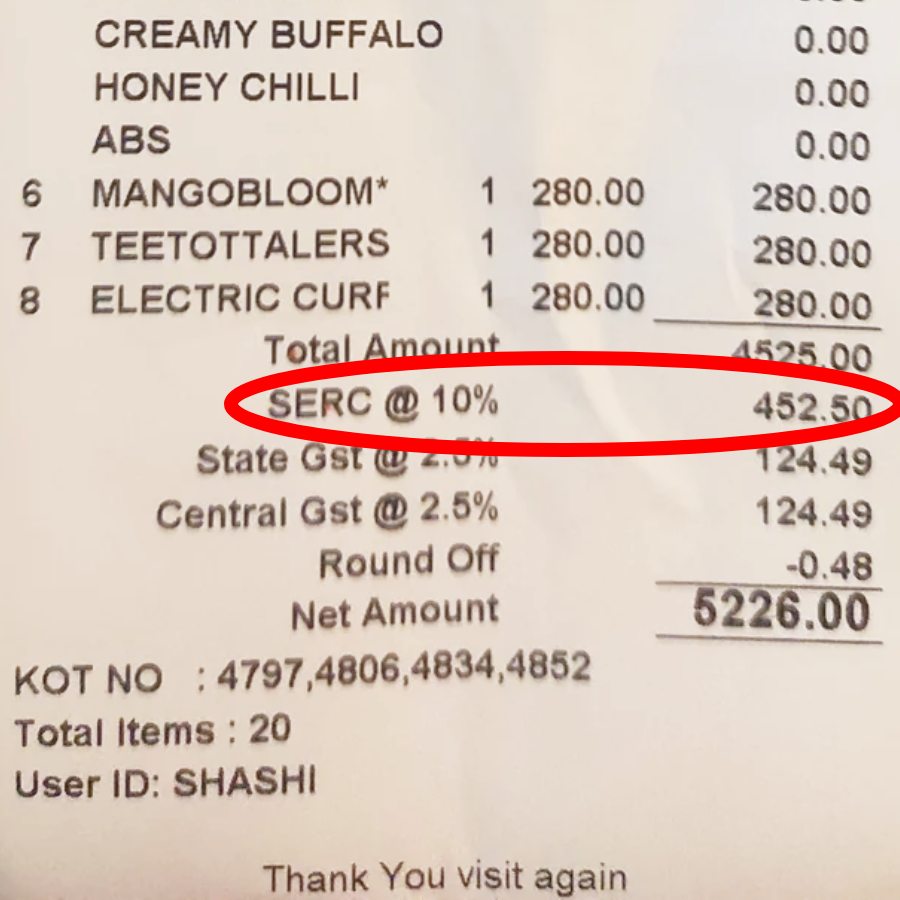 CREAMY BUFFALO 0.00
HONEY CHILLI 0.00
ABS 0.00
6 MANGOBLOOM* 1 280.00 280.00
7 TEETOTTALERS 1 280.00 280.00
8 ELECTRIC CURF 1 280.00 280.00
Total Amount 4525.00
SERC @ 10% 452.50
State Gst @ 2.5% 124.49
Central Gst @ 2.5% 124.49
Round Off -0.48
Net Amount 5226.00
KOT NO : 4797,4806,4834,4852
Total Items : 20
User ID: SHASHI
Thank You visit again